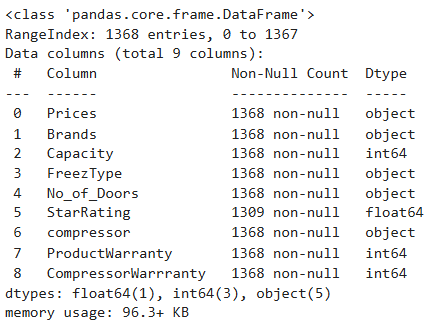 <class 'pandas.core.frame.DataFrame'>
RangeIndex: 1368 entries, 0 to 1367
Data columns (total 9 columns):
 #   Column              Non-Null Count  Dtype
---  ------              --------------  -----
 0   Prices              1368 non-null   object
 1   Brands              1368 non-null   object
 2   Capacity            1368 non-null   int64
 3   FreezType           1368 non-null   object
 4   No_of_Doors         1368 non-null   object
 5   StarRating          1309 non-null   float64
 6   compressor          1368 non-null   object
 7   ProductWarranty     1368 non-null   int64
 8   CompressorWarrranty 1368 non-null   int64
dtypes: float64(1), int64(3), object(5)
memory usage: 96.3+ KB